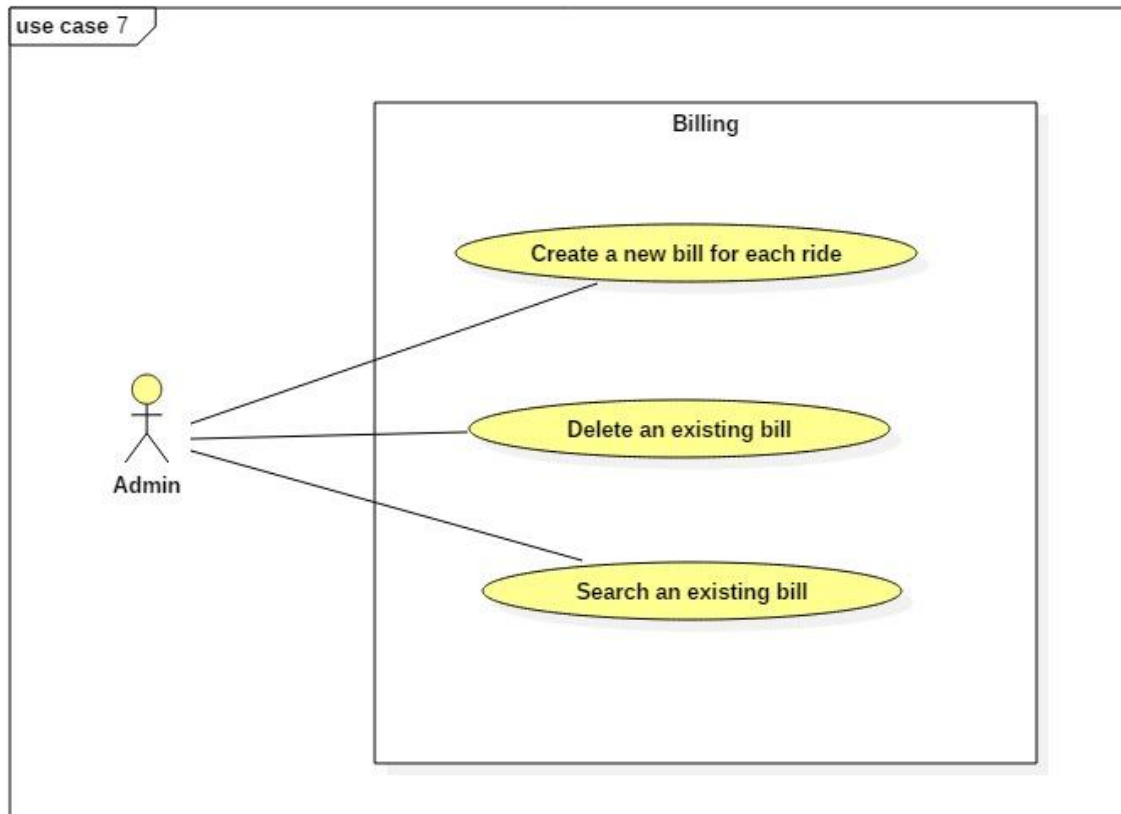 use case 7
Billing
Create a new bill for each ride
Delete an existing bill
Admin
Search an existing bill